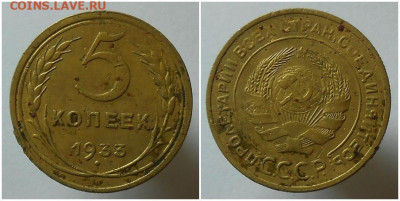 COINS.LAVE.RU
5
КОПЕЕК
1933
ПРОЛЕТАРИИ ВСЕХ СТРАН, СОЕДИНЯЙТЕСЬ!
СССР